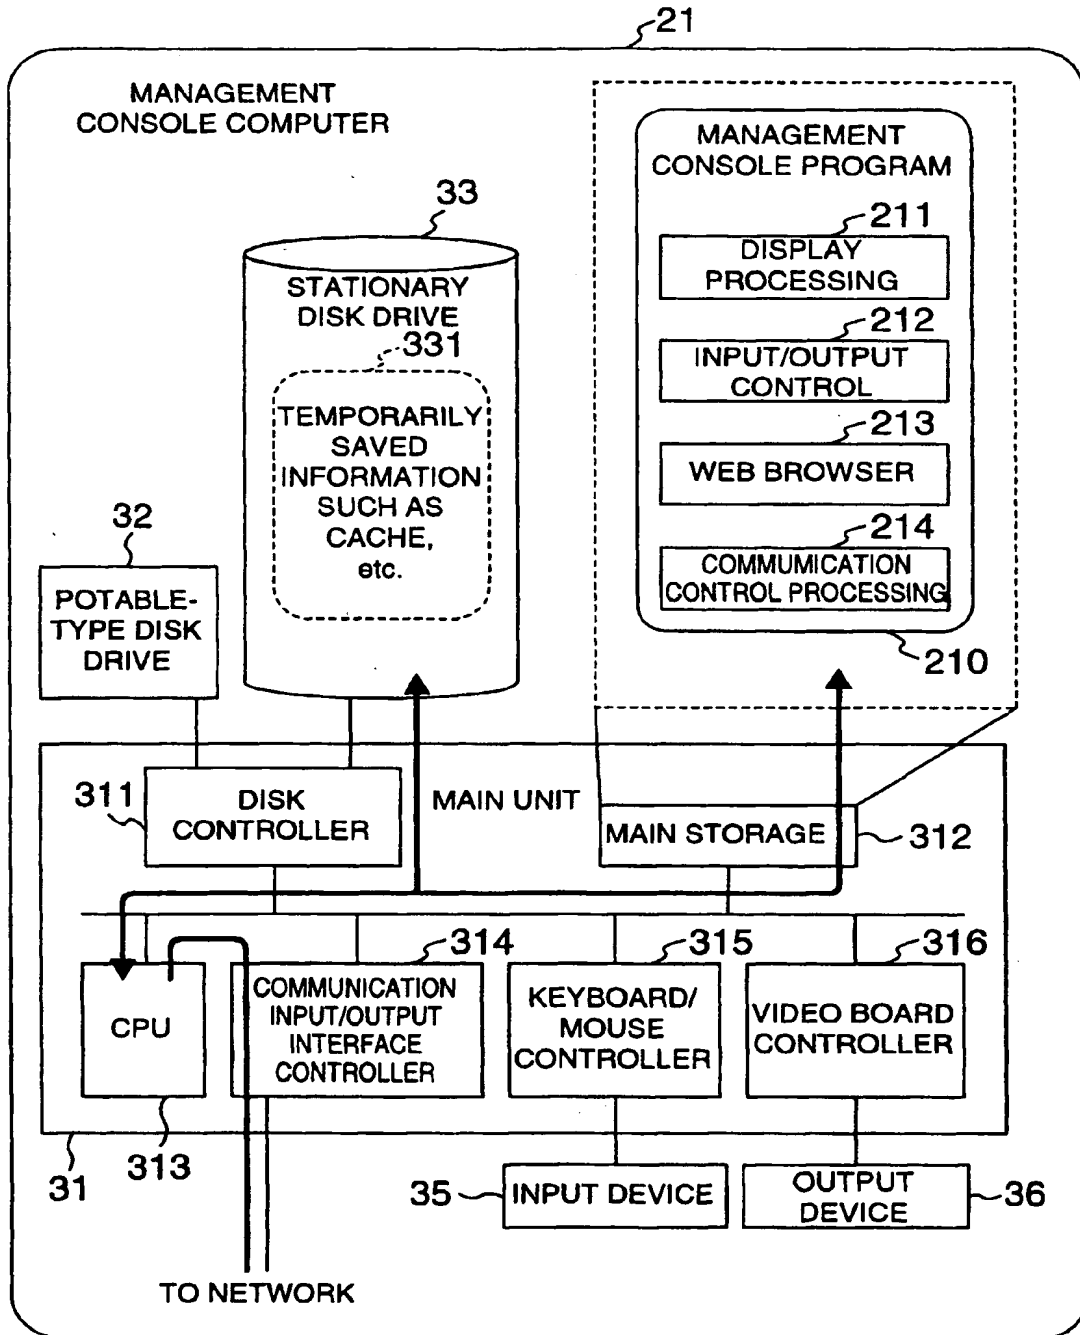 21
MANAGEMENT
CONSOLE COMPUTER
MANAGEMENT
CONSOLE PROGRAM
211
DISPLAY
PROCESSING
212
INPUT/OUTPUT
CONTROL
213
WEB BROWSER
214
COMMUMICATION
CONTROL PROCESSING
210
33
STATIONARY
DISK DRIVE
331
TEMPORARILY
SAVED
INFORMATION
SUCH AS
CACHE,
etc.
32
POTABLE-
TYPE DISK
DRIVE
311
DISK
CONTROLLER
MAIN UNIT
MAIN STORAGE
312
CPU
313
314
COMMUNICATION
INPUT/OUTPUT
INTERFACE
CONTROLLER
315
KEYBOARD/
MOUSE
CONTROLLER
316
VIDEO BOARD
CONTROLLER
31
35
INPUT DEVICE
OUTPUT
DEVICE
36
TO NETWORK